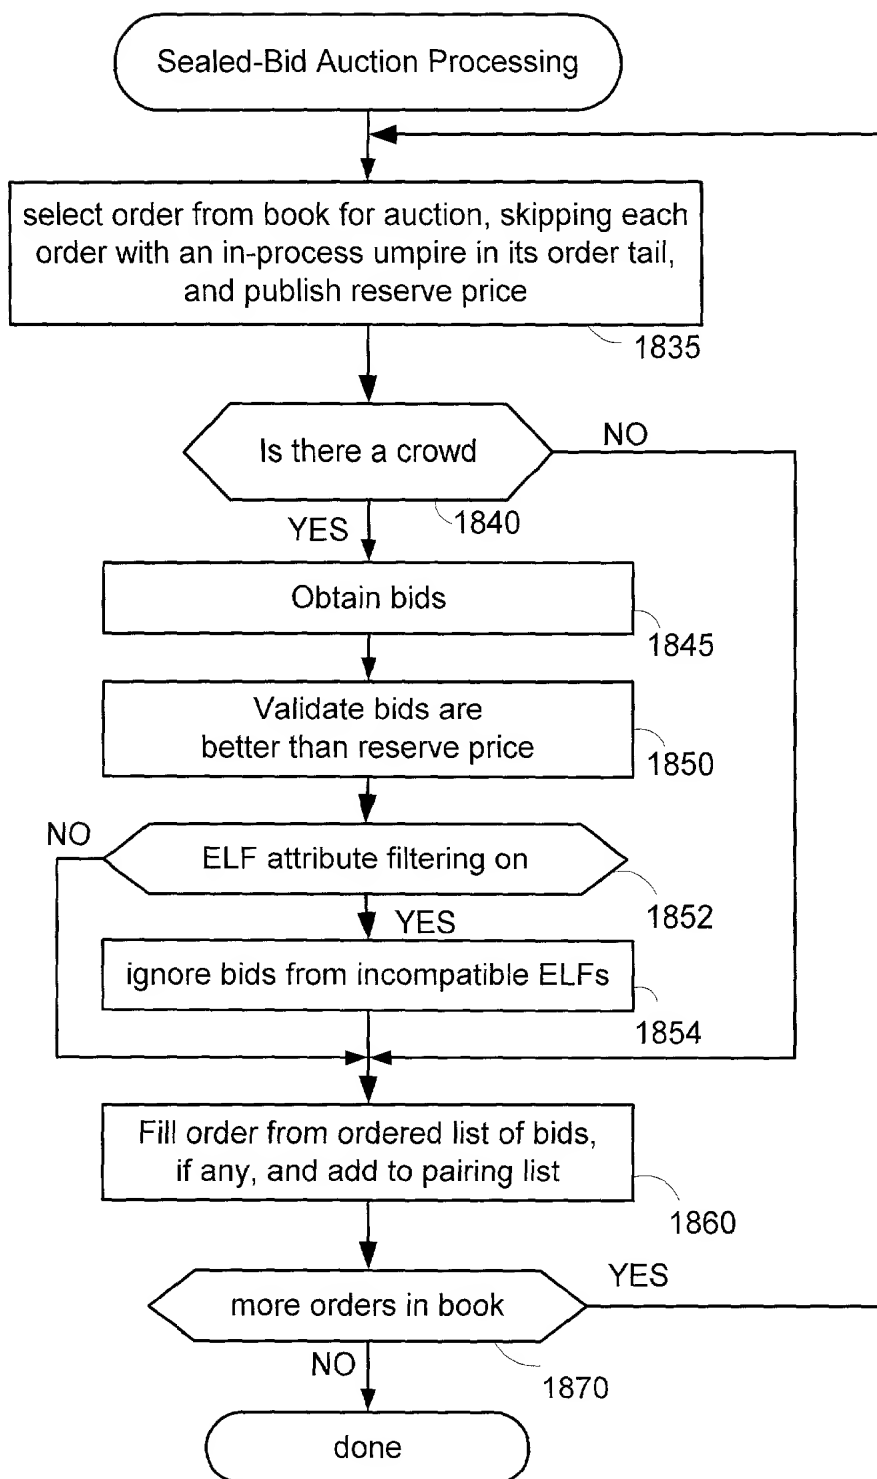 Sealed-Bid Auction Processing
select order from book for auction, skipping each
order with an in-process umpire in its order tail,
and publish reserve price
1835
Is there a crowd
NO
1840
YES
Obtain bids
1845
Validate bids are
better than reserve price
1850
NO
ELF attribute filtering on
1852
YES
ignore bids from incompatible ELFs
1854
Fill order from ordered list of bids,
if any, and add to pairing list
1860
YES
more orders in book
NO
1870
done